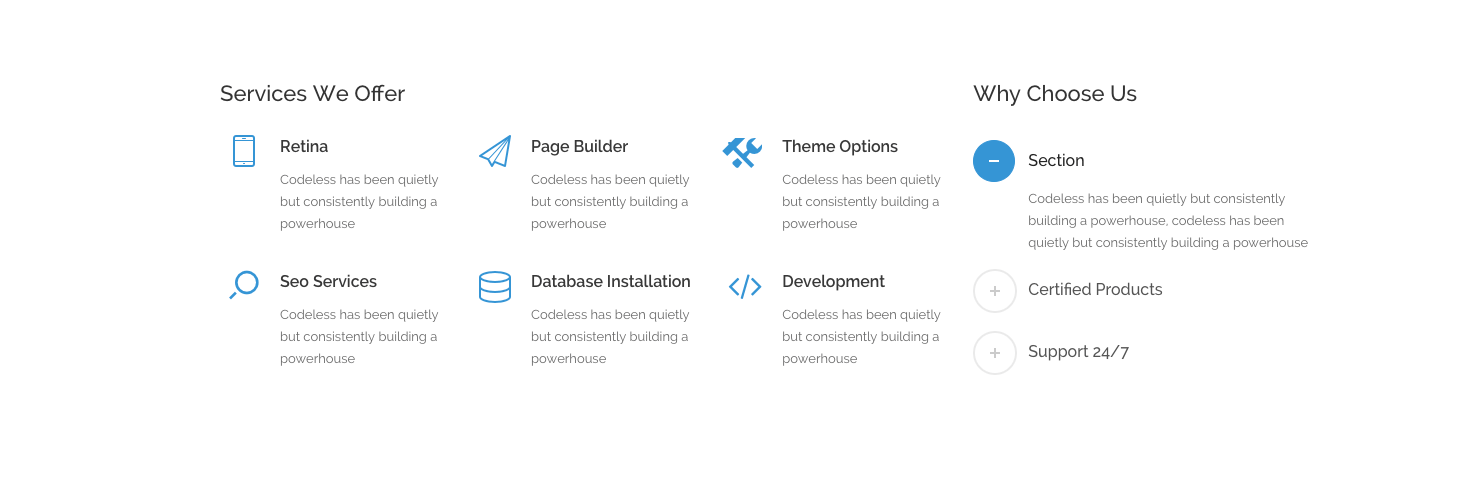 Services We Offer
Retina
Codeless has been quietly
but consistently building a
powerhouse
Page Builder
Codeless has been quietly
but consistently building a
powerhouse
Theme Options
Codeless has been quietly
but consistently building a
powerhouse
Seo Services
Codeless has been quietly
but consistently building a
powerhouse
Database Installation
Codeless has been quietly
but consistently building a
powerhouse
Development
Codeless has been quietly
but consistently building a
powerhouse
Why Choose Us
Section
Codeless has been quietly but consistently
building a powerhouse, codeless has been
quietly but consistently building a powerhouse
Certified Products
Support 24/7